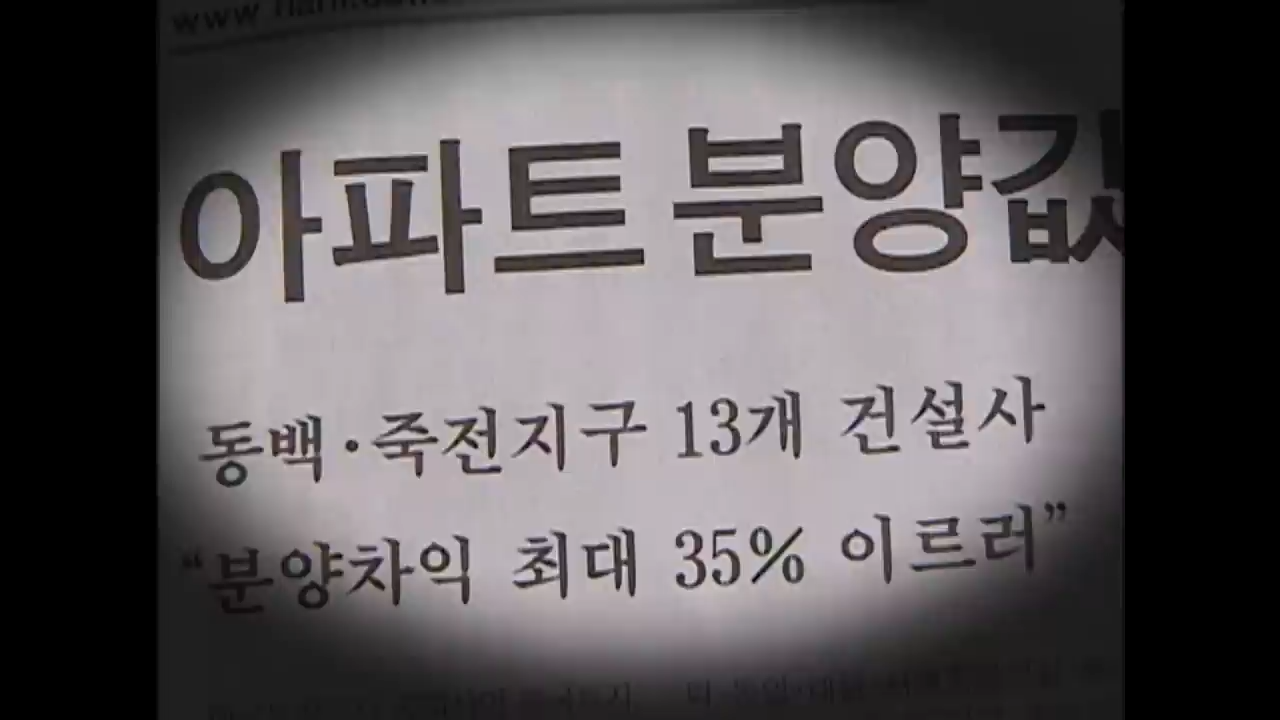 www
아파트 분양값
동백·죽전지구 13개 건설사
“분양차익 최대 35% 이르러”